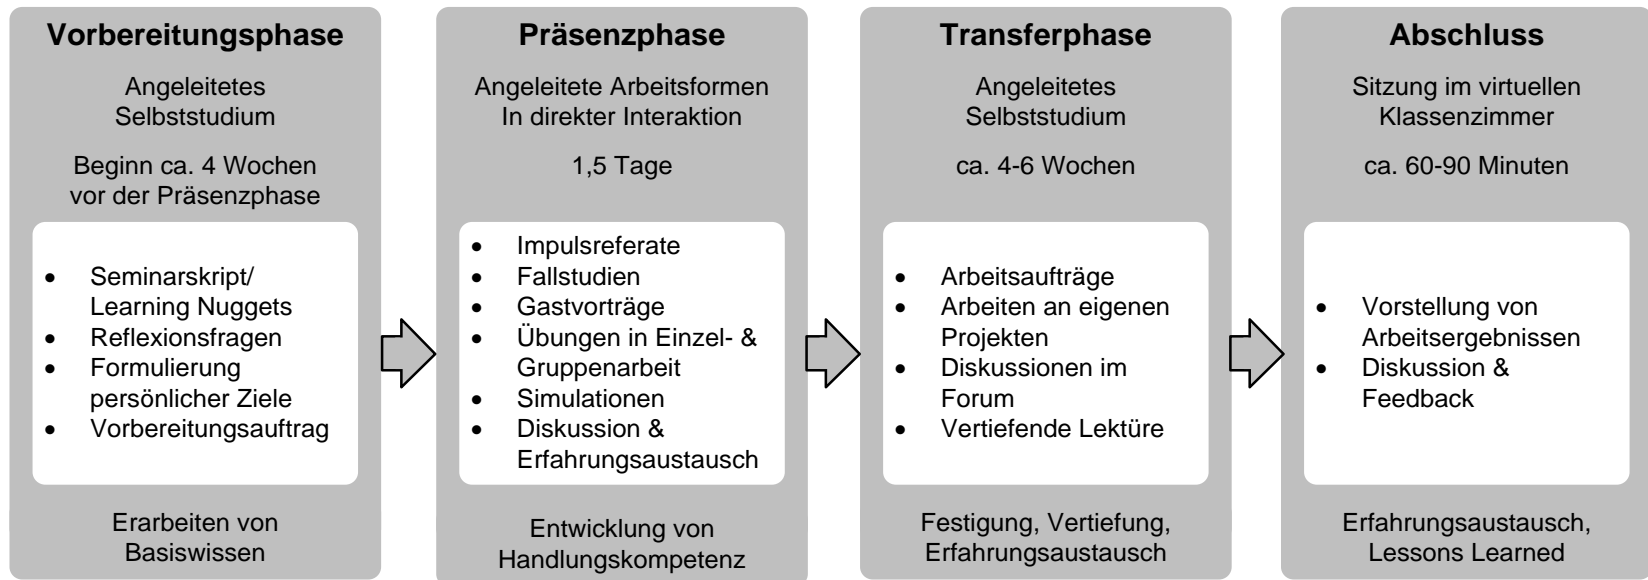 Vorbereitungsphase
Angeleitetes
Selbststudium
Beginn ca. 4 Wochen
vor der Präsenzphase
• Seminarskript/
Learning Nuggets
• Reflexionsfragen
• Formulierung
persönlicher Ziele
• Vorbereitungsauftrag
Erarbeiten von
Basiswissen
Präsenzphase
Angeleitete Arbeitsformen
In direkter Interaktion
1,5 Tage
• Impulsreferate
• Fallstudien
• Gastvorträge
• Übungen in Einzel- &
Gruppenarbeit
• Simulationen
• Diskussion &
Erfahrungsaustausch
Entwicklung von
Handlungskompetenz
Transferphase
Angeleitetes
Selbststudium
ca. 4-6 Wochen
• Arbeitsaufträge
• Arbeiten an eigenen
Projekten
• Diskussionen im
Forum
• Vertiefende Lektüre
Festigung, Vertiefung,
Erfahrungsaustausch
Abschluss
Sitzung im virtuellen
Klassenzimmer
ca. 60-90 Minuten
• Vorstellung von
Arbeitsergebnissen
• Diskussion &
Feedback
Erfahrungsaustausch,
Lessons Learned